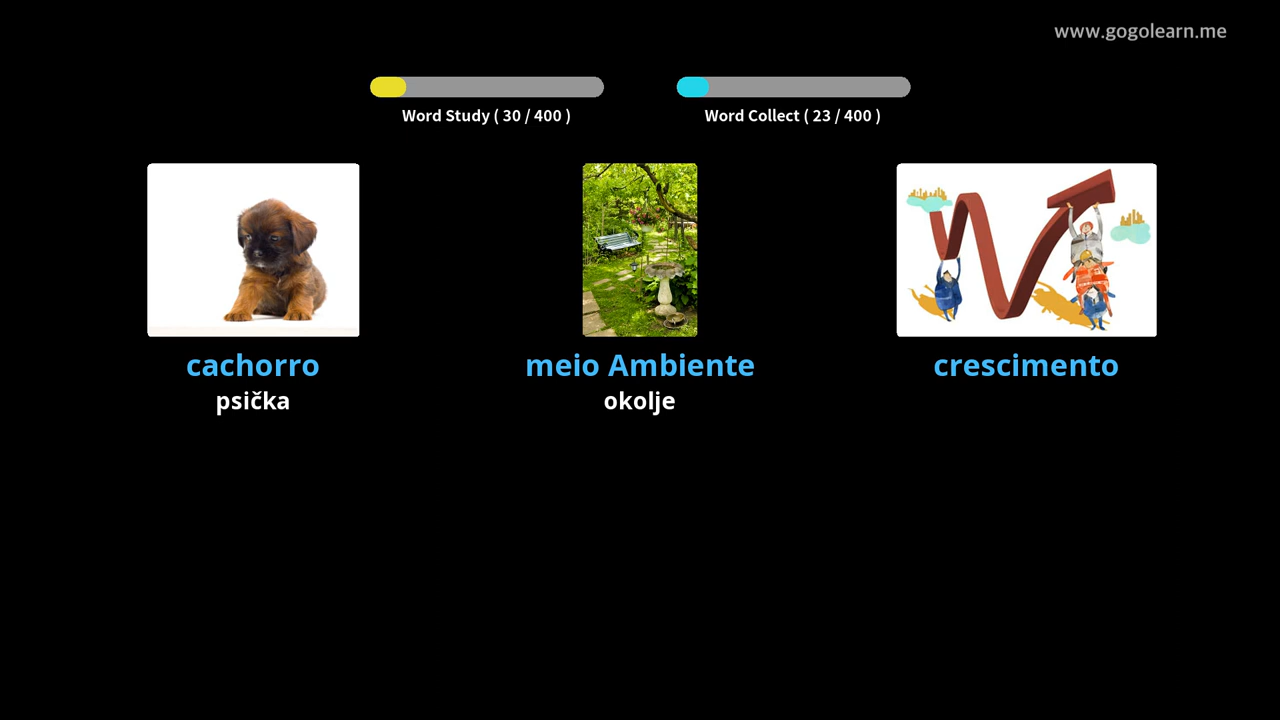 www.gogolearn.me
Word Study ( 30 / 400 )
Word Collect ( 23 / 400 )
cachorro
psička
meio Ambiente
okolje
crescimento